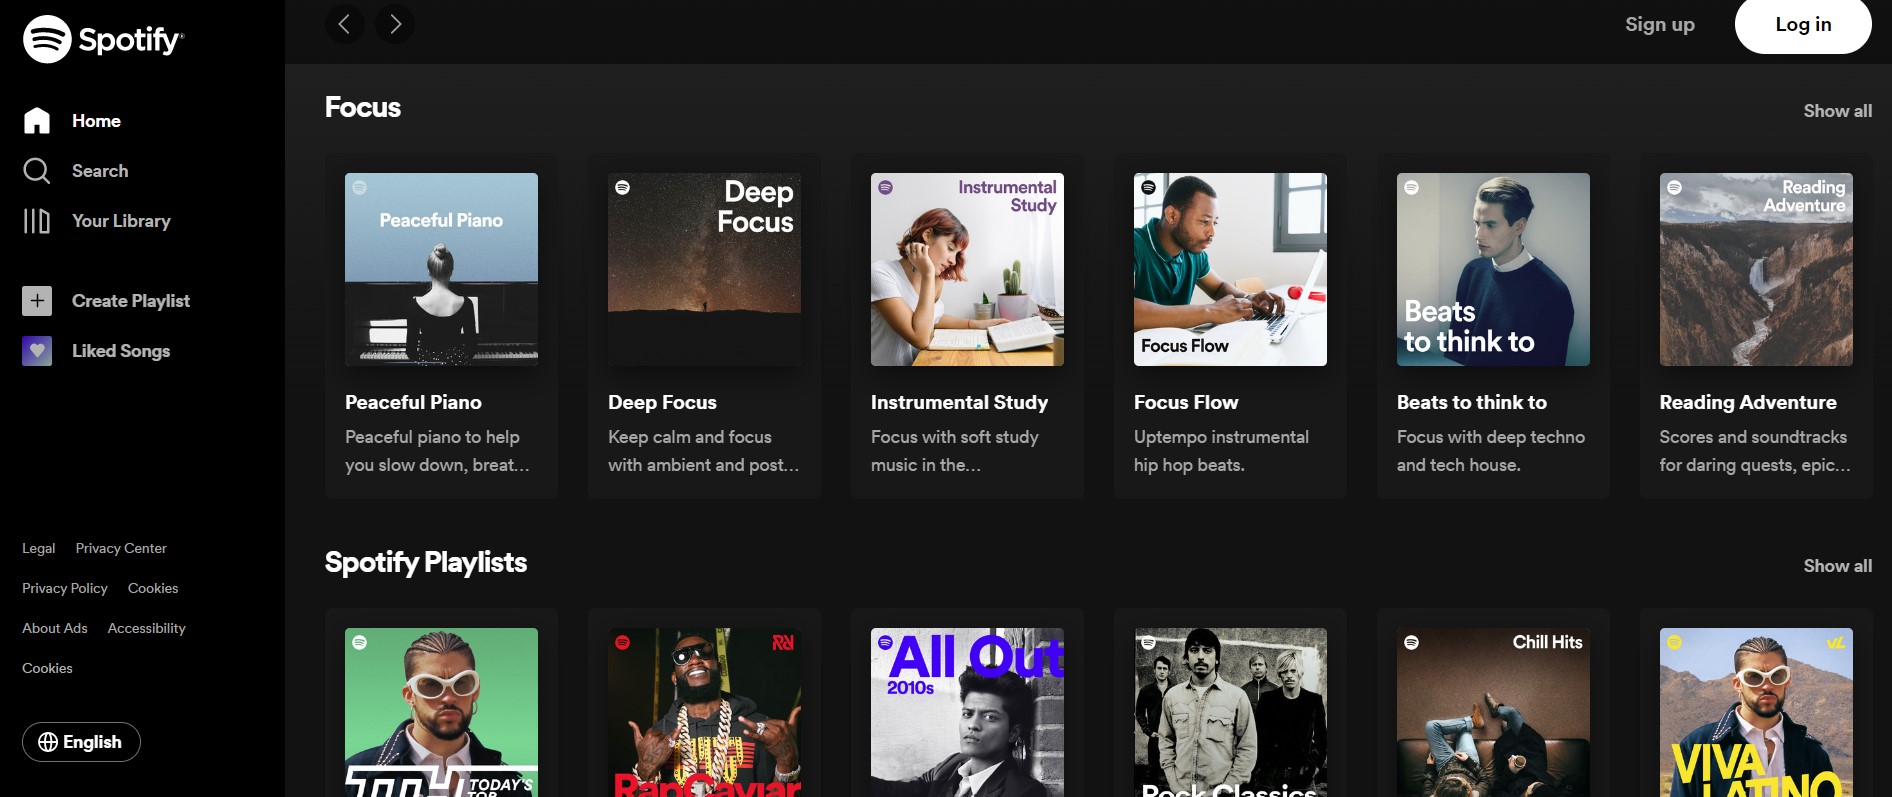 Spotify
Home
Search
Your Library
Create Playlist
Liked Songs
Legal Privacy Center
Privacy Policy Cookies
About Ads Accessibility
Cookies
English
Sign up
Log in
Focus
Show all
Peaceful Piano
Deep
Focus
Instrumental
Study
Focus Flow
Beats
to think to
Reading
Adventure
Peaceful Piano
Peaceful piano to help
you slow down, breat...
Deep Focus
Keep calm and focus
with ambient and post...
Instrumental Study
Focus with soft study
music in the...
Focus Flow
Uptempo instrumental
hip hop beats.
Beats to think to
Focus with deep techno
and tech house.
Reading Adventure
Scores and soundtracks
for daring quests, epic...
Spotify Playlists
Show all
TODAY'S
TOP
RapCaviar
All Out
2010s
Rock Classics
Chill Hits
VL
VIVA
LATINO